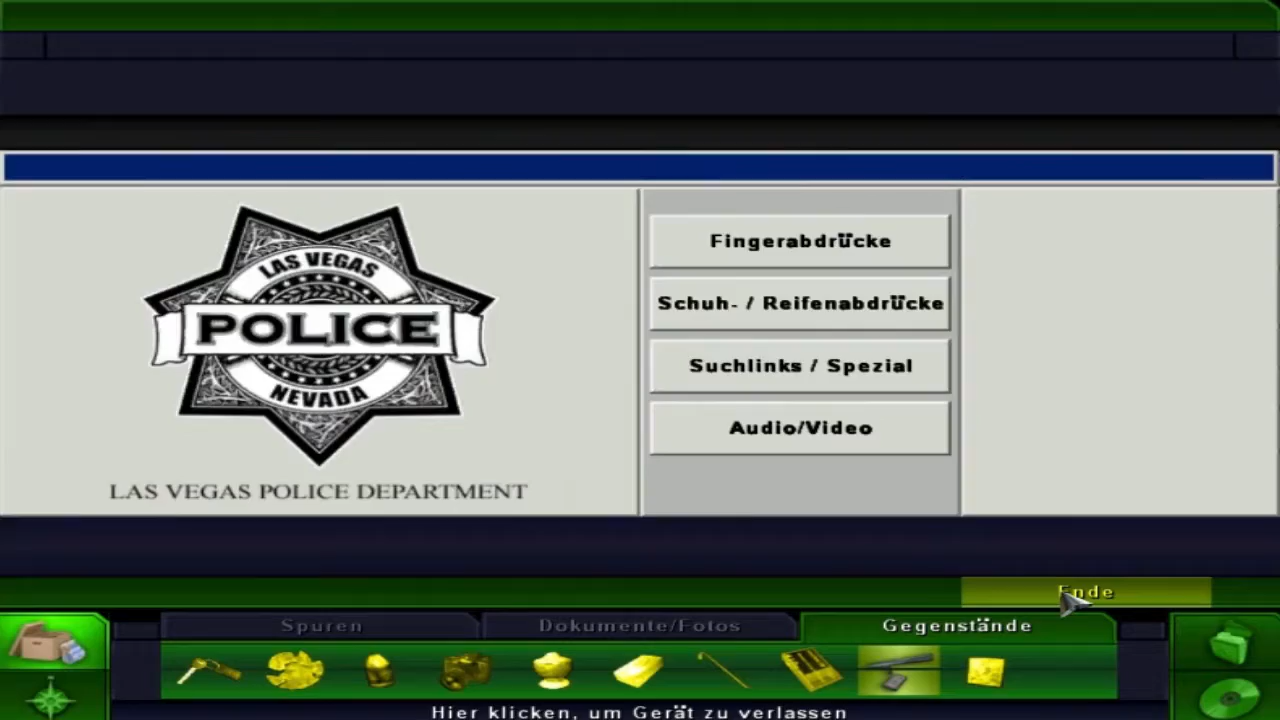 LAS VEGAS
POLICE
NEVADA
LAS VEGAS POLICE DEPARTMENT
Fingerabdrücke
Schuh- / Reifenabdrücke
Suchlinks / Spezial
Audio/Video
Ende
Spuren
Dokumente/Fotos
Gegenstände
Hier klicken, um Gerät zu verlassen